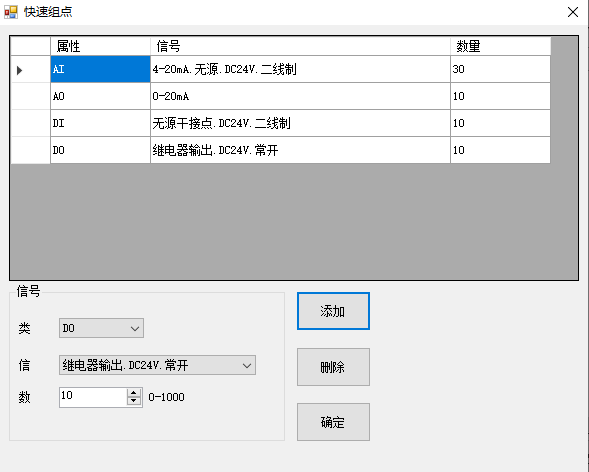 快速组点
属性 信号 数量
AI 4-20mA.无源.DC24V.二线制 30
AO 0-20mA 10
DI 无源干接点.DC24V.二线制 10
DO 继电器输出.DC24V.常开 10
信号
类 DO
信 继电器输出.DC24V.常开
数 10 0-1000
添加
删除
确定